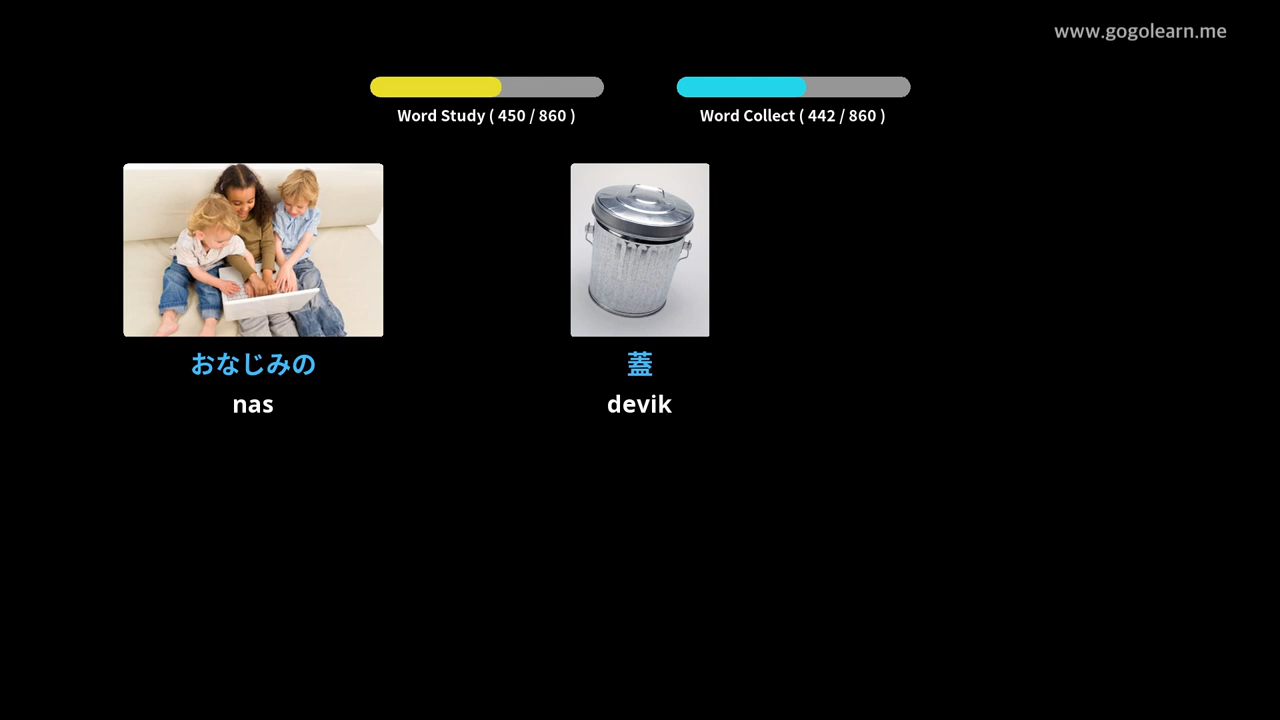 www.gogolearn.me
Word Study ( 450 / 860 )
Word Collect ( 442 / 860 )
おなじみの
nas
蓋
devik